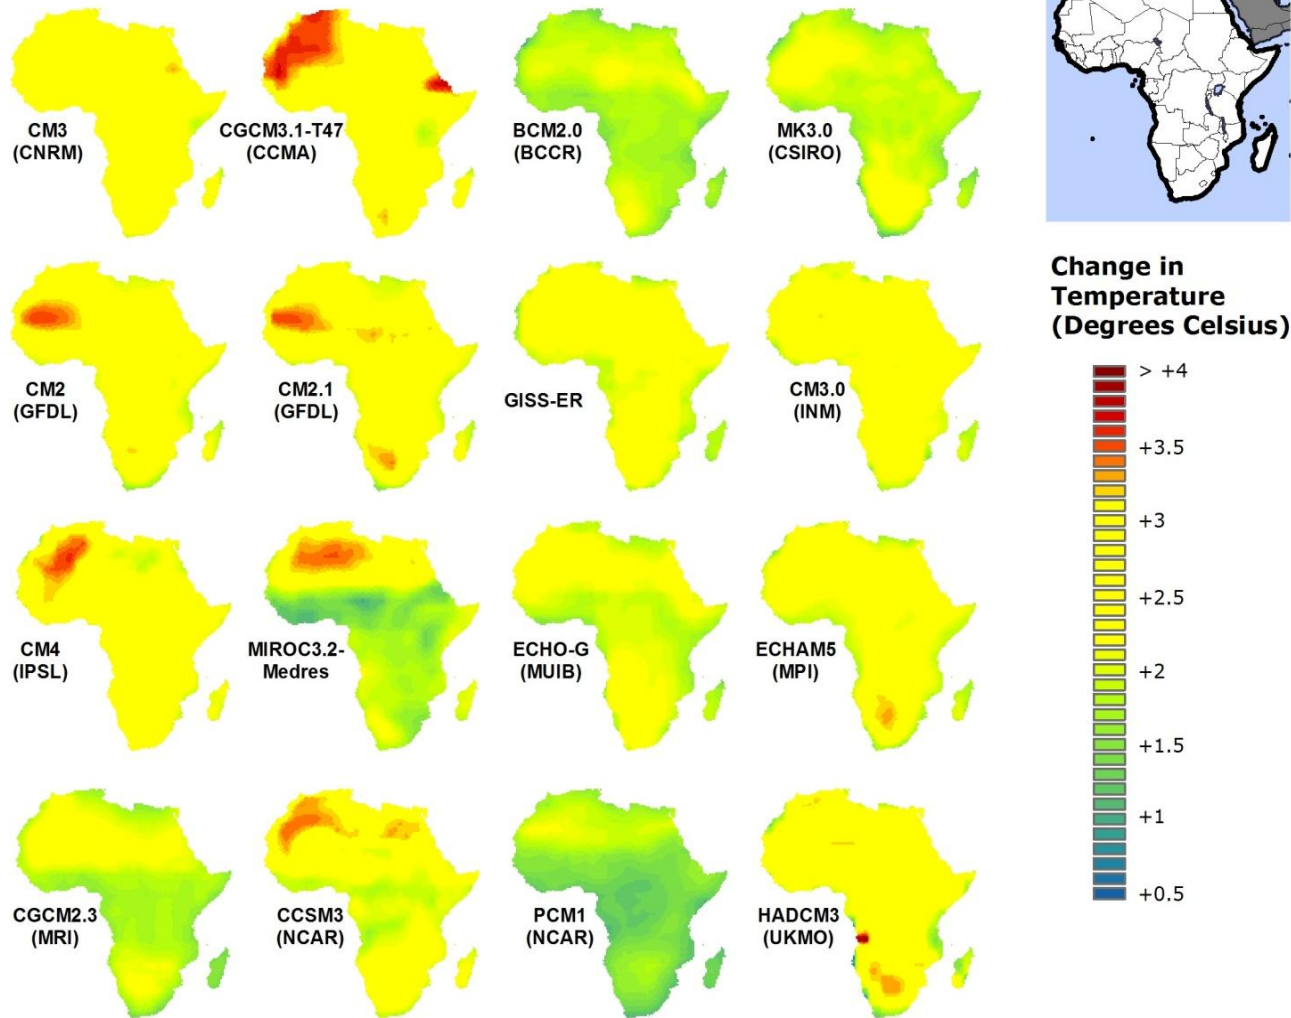 CM3
(CNRM)
CGCM3.1-T47
(CCMA)
BCM2.0
(BCCR)
MK3.0
(CSIRO)
CM2
(GFDL)
CM2.1
(GFDL)
GISS-ER
CM3.0
(INM)
CM4
(IPSL)
MIROC3.2-
Medres
ECHO-G
(MUIB)
ECHAM5
(MPI)
CGCM2.3
(MRI)
CCSM3
(NCAR)
PCM1
(NCAR)
HADCM3
(UKMO)
Change in
Temperature
(Degrees Celsius)
> +4
+3.5
+3
+2.5
+2
+1.5
+1
+0.5